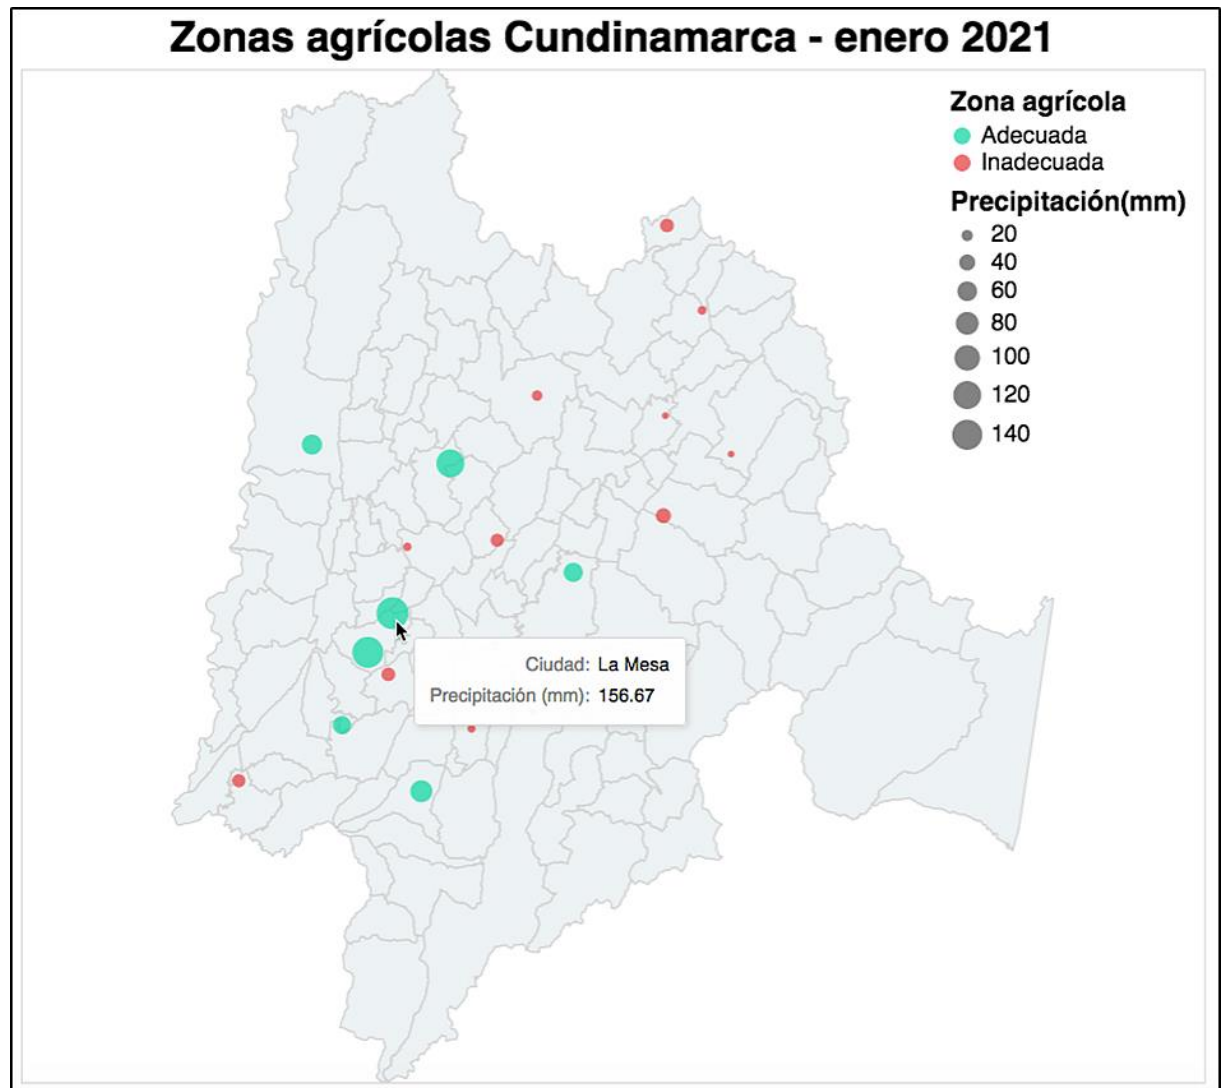 Zonas agrícolas Cundinamarca - enero 2021
Zona agrícola
Adecuada
Inadecuada
Precipitación(mm)
20
40
60
80
100
120
140
Ciudad: La Mesa
Precipitación (mm): 156.67